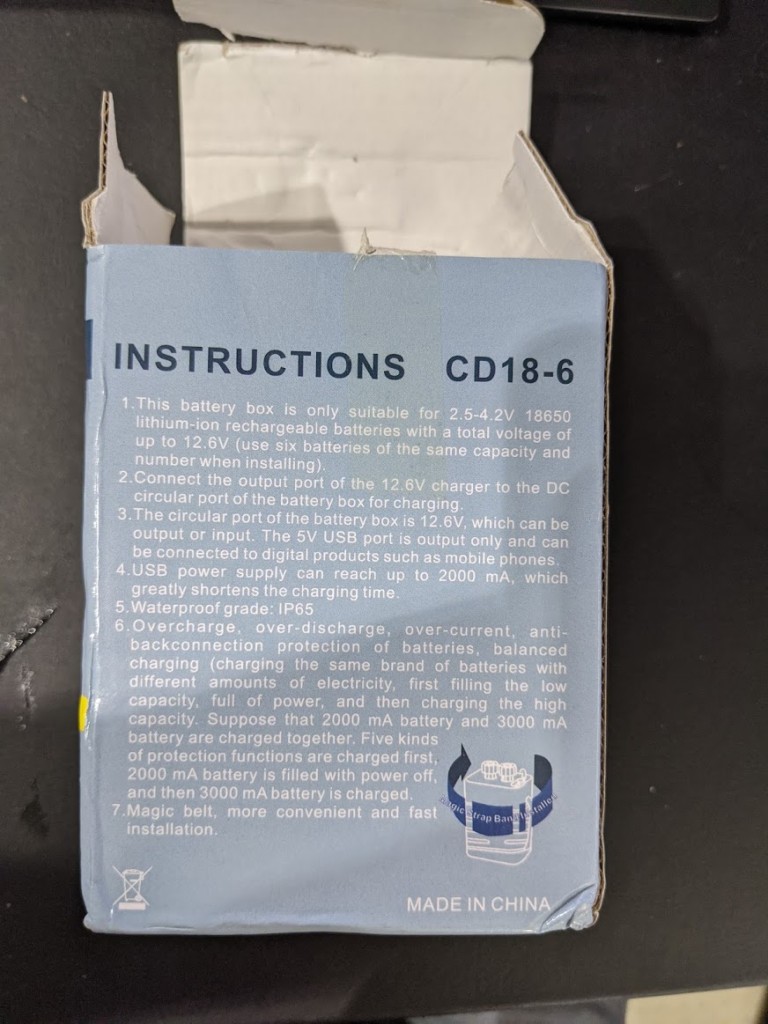 INSTRUCTIONS CD18-6
1.This battery box is only suitable for 2.5-4.2V 18650
lithium-ion rechargeable batteries with a total voltage of
up to 12.6V (use six batteries of the same capacity and
number when installing).
2.Connect the output port of the 12.6V charger to the DC
circular port of the battery box for charging.
3.The circular port of the battery box is 12.6V, which can be
output or input. The 5V USB port is output only and can
be connected to digital products such as mobile phones.
4.USB power supply can reach up to 2000 mA, which
greatly shortens the charging time.
5.Waterproof grade: IP65
6.Overcharge, over-discharge, over-current, anti-
backconnection protection of batteries, balanced
charging (charging the same brand of batteries with
different amounts of electricity, first filling the low
capacity, full of power, and then charging the high
capacity. Suppose that 2000 mA battery and 3000 mA
battery are charged together. Five kinds
of protection functions are charged first,
2000 mA battery is filled with power off,
and then 3000 mA battery is charged.
7.Magic belt, more convenient and fast
installation.
Magic Strap Band Installed
MADE IN CHINA